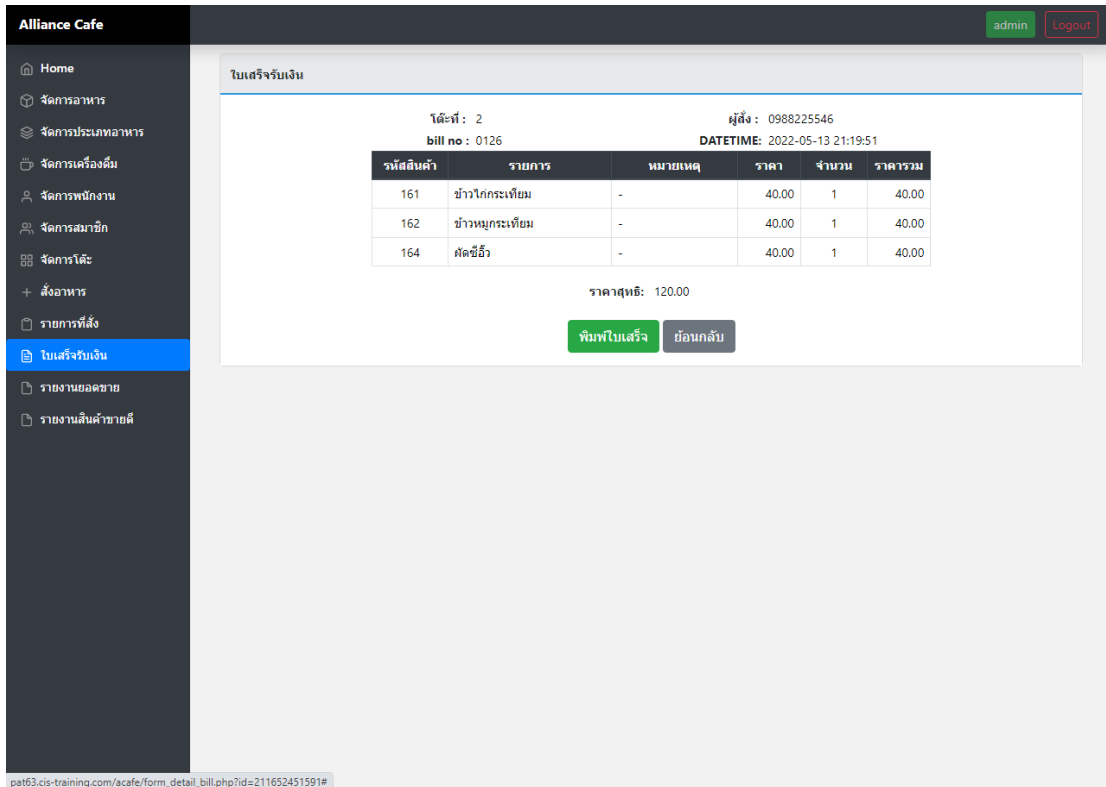 Alliance Cafe
admin
Logout
Home
จัดการอาหาร
จัดการประเภทอาหาร
จัดการเครื่องดื่ม
จัดการพนักงาน
จัดการสมาชิก
จัดการโต๊ะ
สั่งอาหาร
รายการที่สั่ง
ใบเสร็จรับเงิน
รายงานยอดขาย
รายงานสินค้าขายดี
ใบเสร็จรับเงิน
โต๊ะที่ : 2 ผู้สั่ง : 0988225546
bill no : 0126 DATETIME: 2022-05-13 21:19:51
รหัสสินค้า รายการ หมายเหตุ ราคา จำนวน ราคารวม
161 ข้าวไก่กระเทียม - 40.00 1 40.00
162 ข้าวหมูกระเทียม - 40.00 1 40.00
164 ผัดซีอิ๊ว - 40.00 1 40.00
ราคาสุทธิ: 120.00
พิมพ์ใบเสร็จ ย้อนกลับ
pat63.cis-training.com/acafe/form_detail_bill.php?id=211652451591#